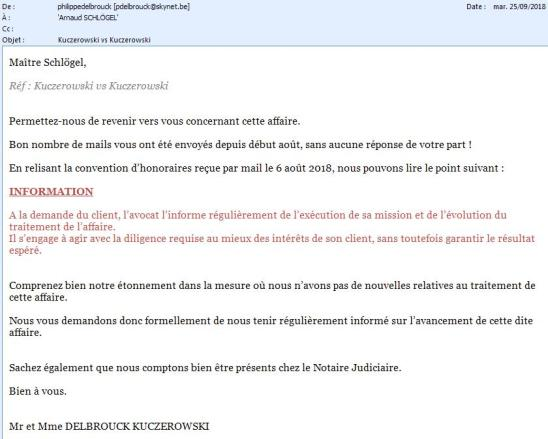 De : philippedelbrouck [pdelbrouck@skynet.be] Date : mar. 25/09/2018
À : 'Arnaud SCHLÖGEL'
Cc :
Objet : Kuczerowski vs Kuczerowski
Maître Schlögel,
Réf : Kuczerowski vs Kuczerowski
Permettez-nous de revenir vers vous concernant cette affaire.
Bon nombre de mails vous ont été envoyés depuis début août, sans aucune réponse de votre part !
En relisant la convention d'honoraires reçue par mail le 6 août 2018, nous pouvons lire le point suivant :
INFORMATION
A la demande du client, l'avocat l'informe régulièrement de l'exécution de sa mission et de l'évolution du
traitement de l'affaire.
Il s'engage à agir avec la diligence requise au mieux des intérêts de son client, sans toutefois garantir le résultat
espéré.
Comprenez bien notre étonnement dans la mesure où nous n'avons pas de nouvelles relatives au traitement de
cette affaire.
Nous vous demandons donc formellement de nous tenir régulièrement informé sur l'avancement de cette dite
affaire.
Sachez également que nous comptons bien être présents chez le Notaire Judiciaire.
Bien à vous.
Mr et Mme DELBROUCK KUCZEROWSKI